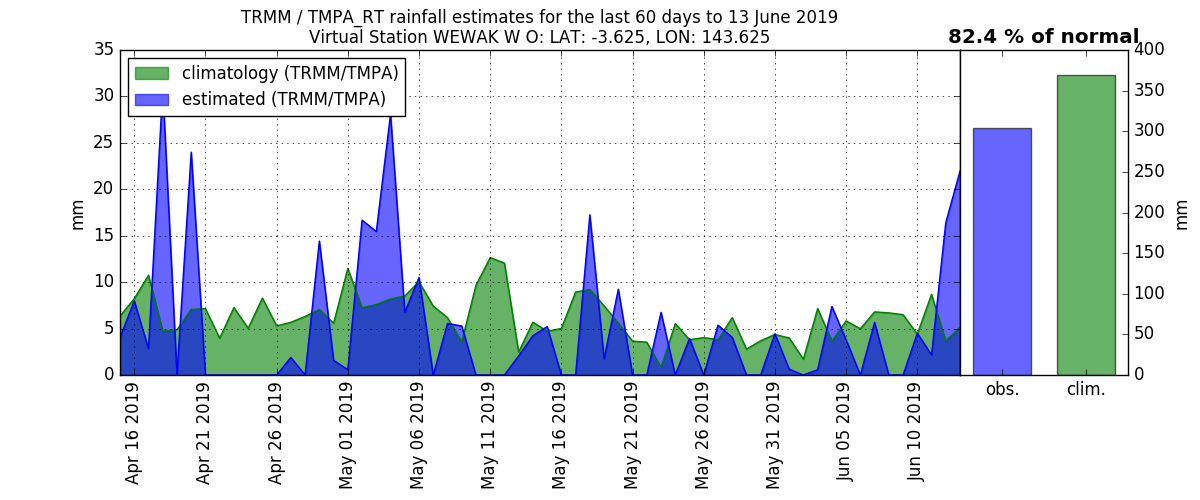 TRMM / TMPA_RT rainfall estimates for the last 60 days to 13 June 2019
Virtual Station WEWAK W O: LAT: -3.625, LON: 143.625
82.4 % of normal
climatology (TRMM/TMPA)
estimated (TRMM/TMPA)
mm
35
30
25
20
15
10
5
0
Apr 16 2019
Apr 21 2019
Apr 26 2019
May 01 2019
May 06 2019
May 11 2019
May 16 2019
May 21 2019
May 26 2019
May 31 2019
Jun 05 2019
Jun 10 2019
obs.
clim.
400
350
300
250
200
150
100
50
0
mm